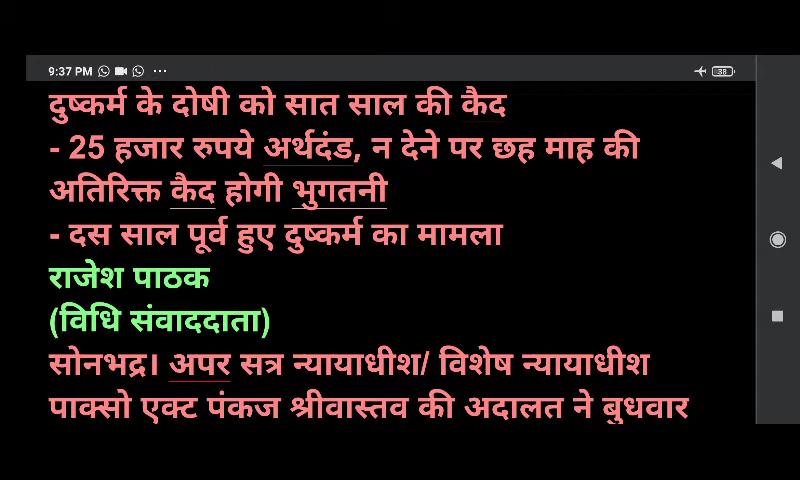 9:37 PM ... 38
दुष्कर्म के दोषी को सात साल की कैद
- 25 हजार रुपये अर्थदंड, न देने पर छह माह की
अतिरिक्त कैद होगी भुगतनी
- दस साल पूर्व हुए दुष्कर्म का मामला
राजेश पाठक
(विधि संवाददाता)
सोनभद्र। अपर सत्र न्यायाधीश/ विशेष न्यायाधीश
पाक्सो एक्ट पंकज श्रीवास्तव की अदालत ने बुधवार